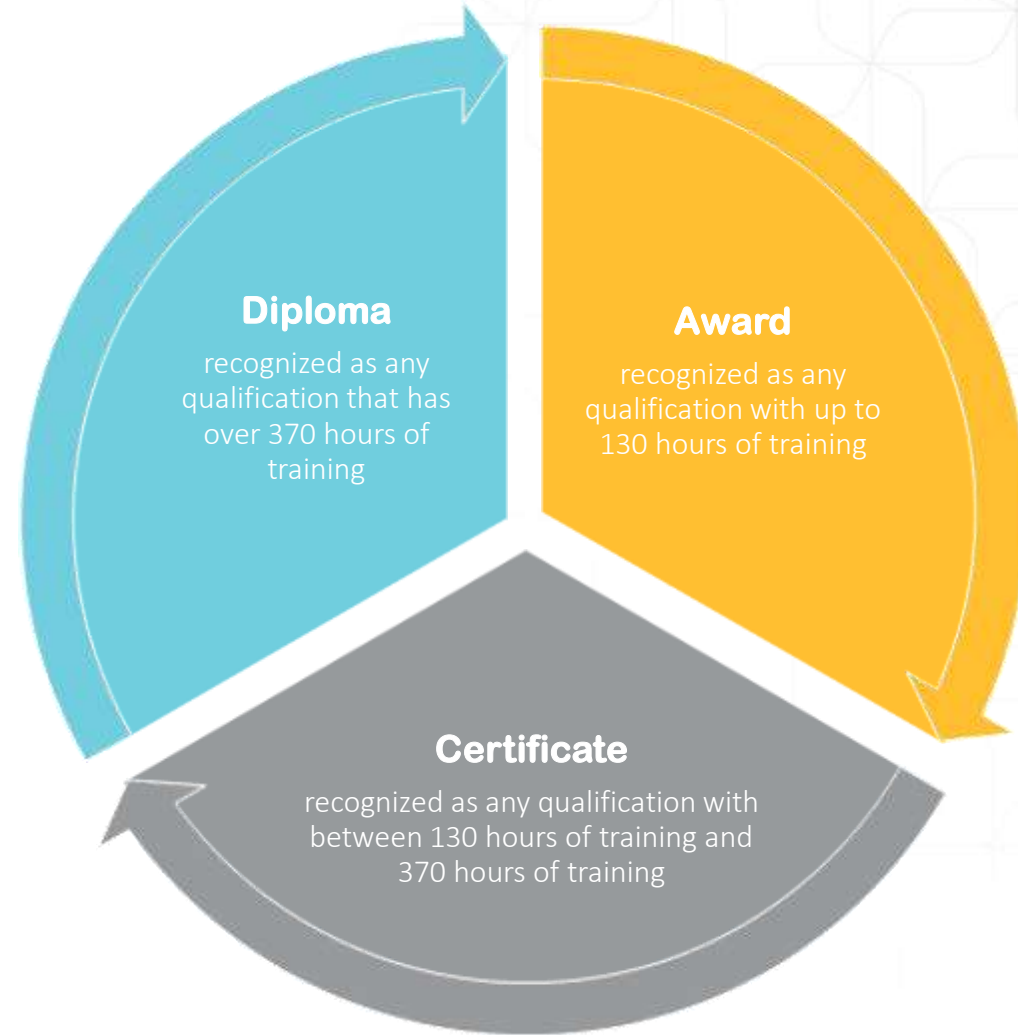 Diploma
recognized as any
qualification that has
over 370 hours of
training
Award
recognized as any
qualification with up to
130 hours of training
Certificate
recognized as any qualification with
between 130 hours of training and
370 hours of training